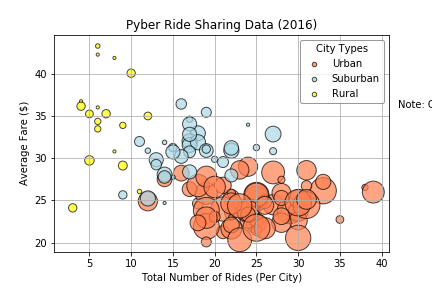 Pyber Ride Sharing Data (2016)
City Types
Urban
Suburban
Rural
Note: C
Average Fare ($)
40
35
30
25
20
5
10
15
20
25
30
35
40
Total Number of Rides (Per City)